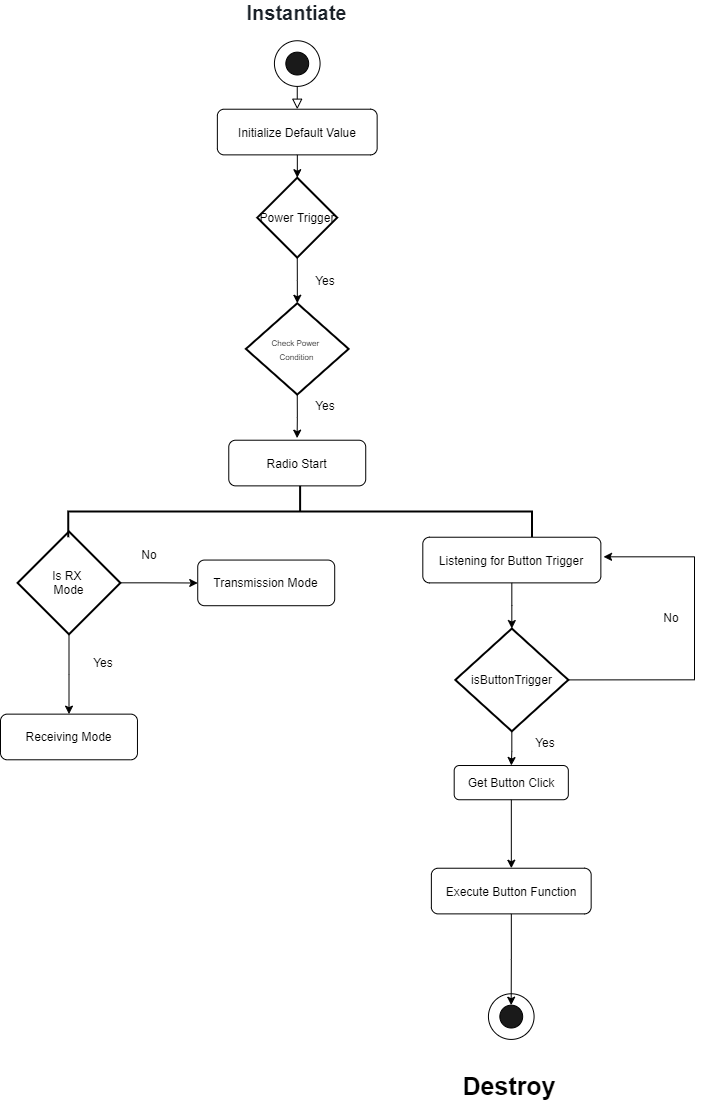 Instantiate
Initialize Default Value
Power Trigger
Yes
Check Power
Condition
Yes
Radio Start
Is RX
Mode
No
Transmission Mode
Yes
Receiving Mode
Listening for Button Trigger
No
isButtonTrigger
Yes
Get Button Click
Execute Button Function
Destroy